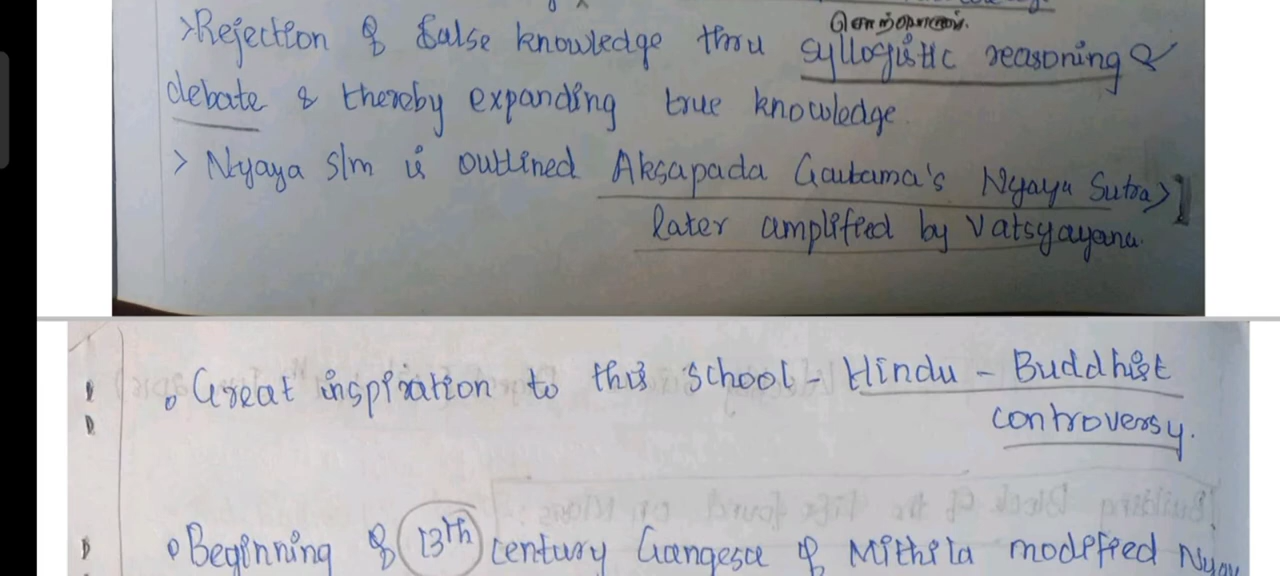 >Rejection of false knowledge thru syllogistic reasoning &
debate & thereby expanding true knowledge.
> Nyaya s/m is outlined Aksapada Gautama's Nyaya Sutra>
later amplified by Vatsyayana.
Great inspiration to this school - Hindu - Buddhist
controversy.
Beginning of 13th century Gangesa of Mithila modified